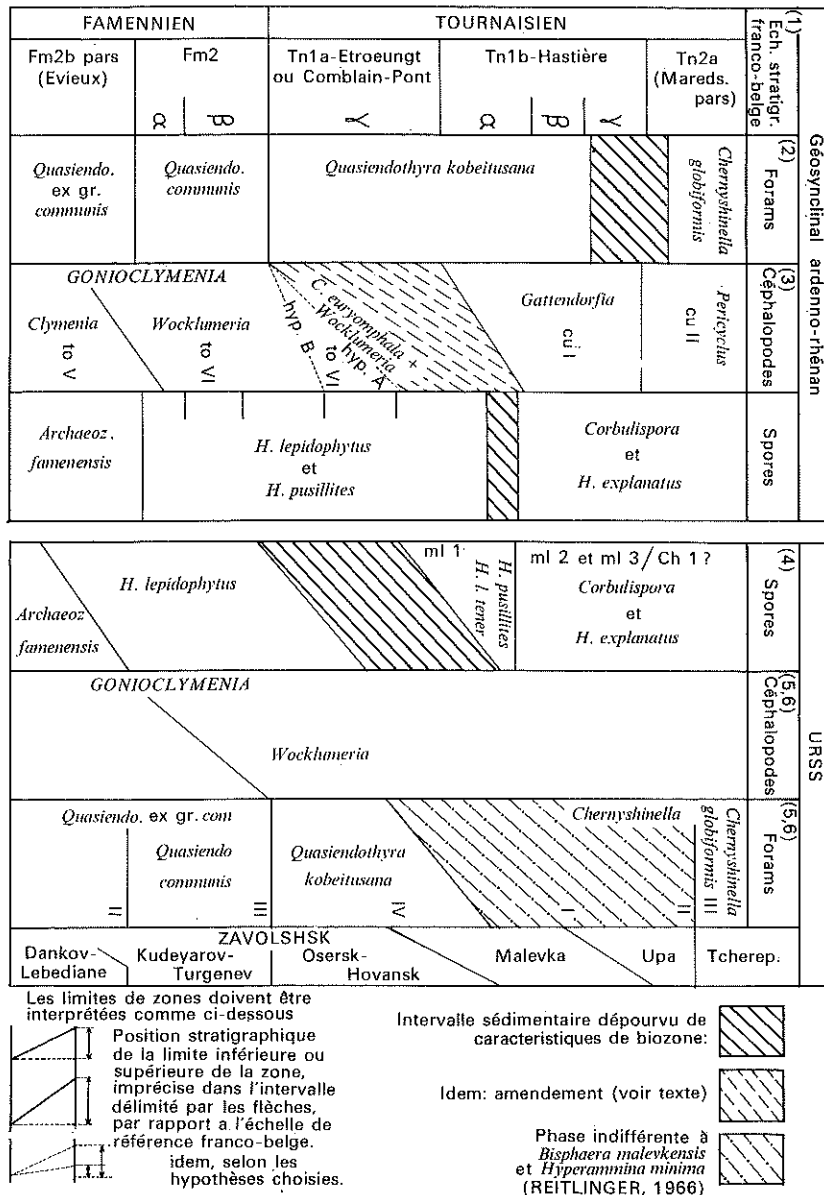 FAMENNIEN
TOURNAISIEN
(1)
Ech. stratigr.
franco-belge
Fm2b pars
(Evieux)
Fm2
α
β
Tn1a-Etroeungt
ou Comblain-Pont
γ
Tn1b-Hastière
α
β
γ
Tn2a
(Mareds.
pars)
Géosynclinal ardenno-rhénan
(2)
Forams
Quasiendo.
ex gr.
communis
Quasiendo.
communis
Quasiendothyra kobeitusana
Chernyshinella
globiformis
(3)
Céphalopodes
GONIOCLYMENIA
Clymenia
to V
Wocklumeria
to VI
hyp. B
C. euryomphala +
Wocklumeria
to VI
hyp. A
Gattendorfia
cu I
Pericyclus
cu II
Spores
Archaeoz.
famenensis
H. lepidophytus
et
H. pusillites
Corbulispora
et
H. explanatus
URSS
(4)
Spores
Archaeoz
famenensis
H. lepidophytus
ml 1
H. pusillites
H. l. tener
ml 2 et ml 3/Ch 1 ?
Corbulispora
et
H. explanatus
(5,6)
Céphalopodes
GONIOCLYMENIA
Wocklumeria
(5,6)
Forams
Quasiendo. ex gr. com
II
Quasiendo
communis
III
Quasiendothyra
kobeitusana
IV
Chernyshinella
I
II
Chernyshinella
globiformis III
ZAVOLSHSK
Dankov-
Lebediane
Kudeyarov-
Turgenev
Osersk-
Hovansk
Malevka
Upa
Tcherep.
Les limites de zones doivent être
interprétées comme ci-dessous
Position stratigraphique
de la limite inférieure ou
supérieure de la zone,
imprécise dans l'intervalle
délimité par les flèches,
par rapport a l'échelle de
référence franco-belge.
idem, selon les
hypothèses choisies.
Intervalle sédimentaire dépourvu de
caracteristiques de biozone:
Idem: amendement (voir texte)
Phase indifférente à
Bisphaera malevkensis
et Hyperammina minima
(REITLINGER, 1966)